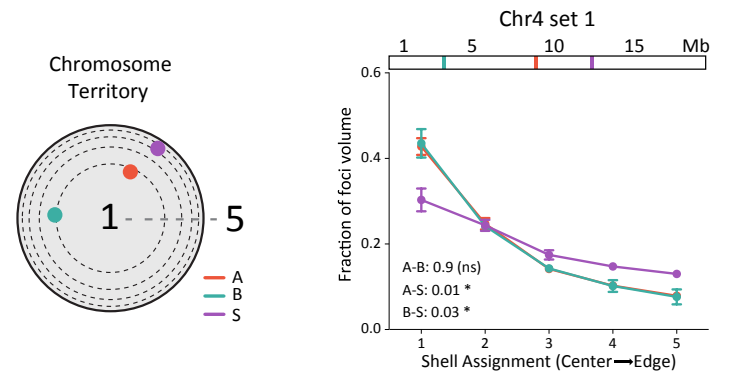 Chromosome
Territory
1
5
A
B
S
Chr4 set 1
1 5 10 15 Mb
Fraction of foci volume
0.6
0.4
0.2
0.0
A-B: 0.9 (ns)
A-S: 0.01 *
B-S: 0.03 *
1 2 3 4 5
Shell Assignment (Center→Edge)